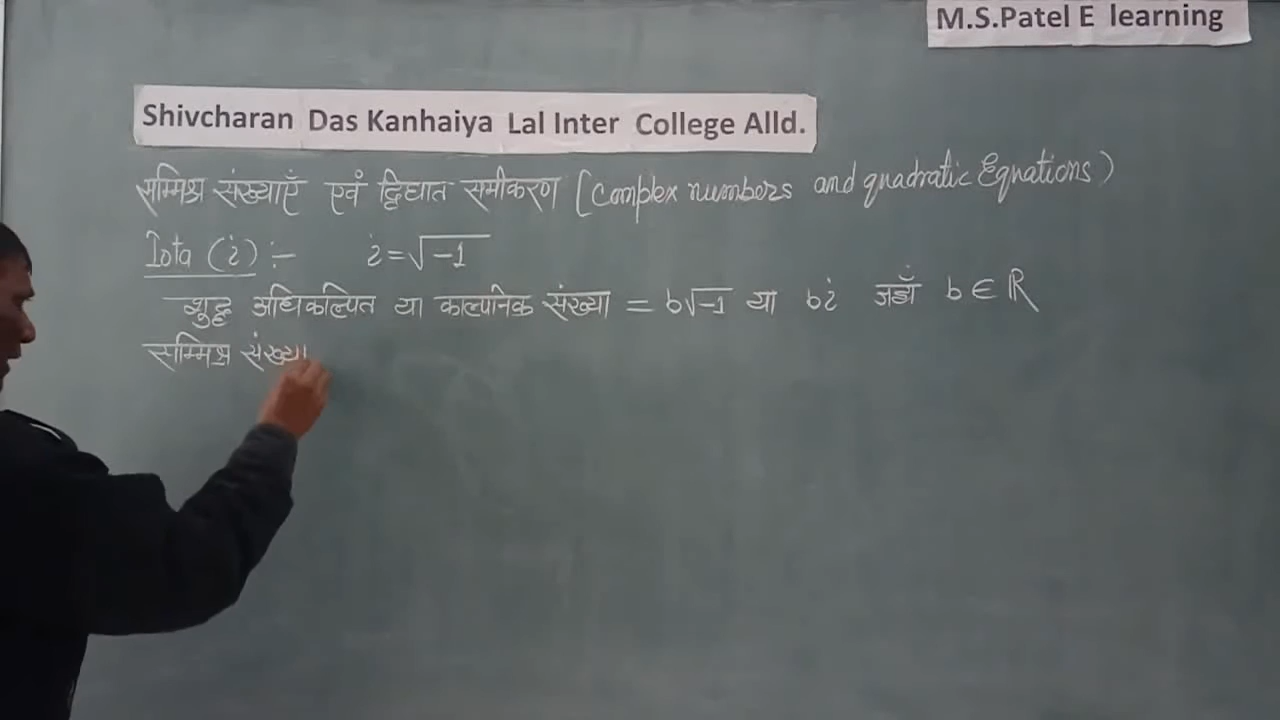 M.S.Patel E learning
Shivcharan Das Kanhaiya Lal Inter College Alld.
सम्मिश्र संख्याएँ एवं द्विघात समीकरण [Complex numbers and quadratic Equations)
Iota (i) :- i = √-1
शुद्ध अधिकल्पित या काल्पनिक संख्या = b√-1 या bi जहाँ b ∈ ℝ
सम्मिश्र संख्या